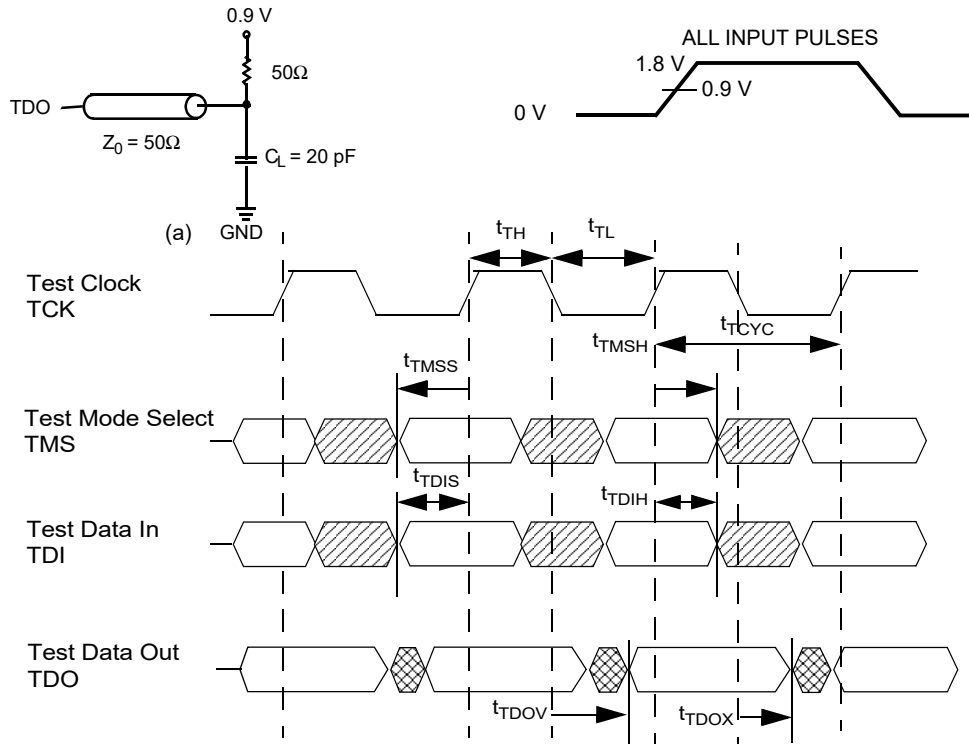 0.9 V
50Ω
TDO
Z0 = 50Ω
CL = 20 pF
(a)
GND
ALL INPUT PULSES
1.8 V
0.9 V
0 V
tTH
tTL
Test Clock
TCK
tTMSH
tTCYC
tTMSS
Test Mode Select
TMS
tTDIS
tTDIH
Test Data In
TDI
Test Data Out
TDO
tTDOV
tTDOX